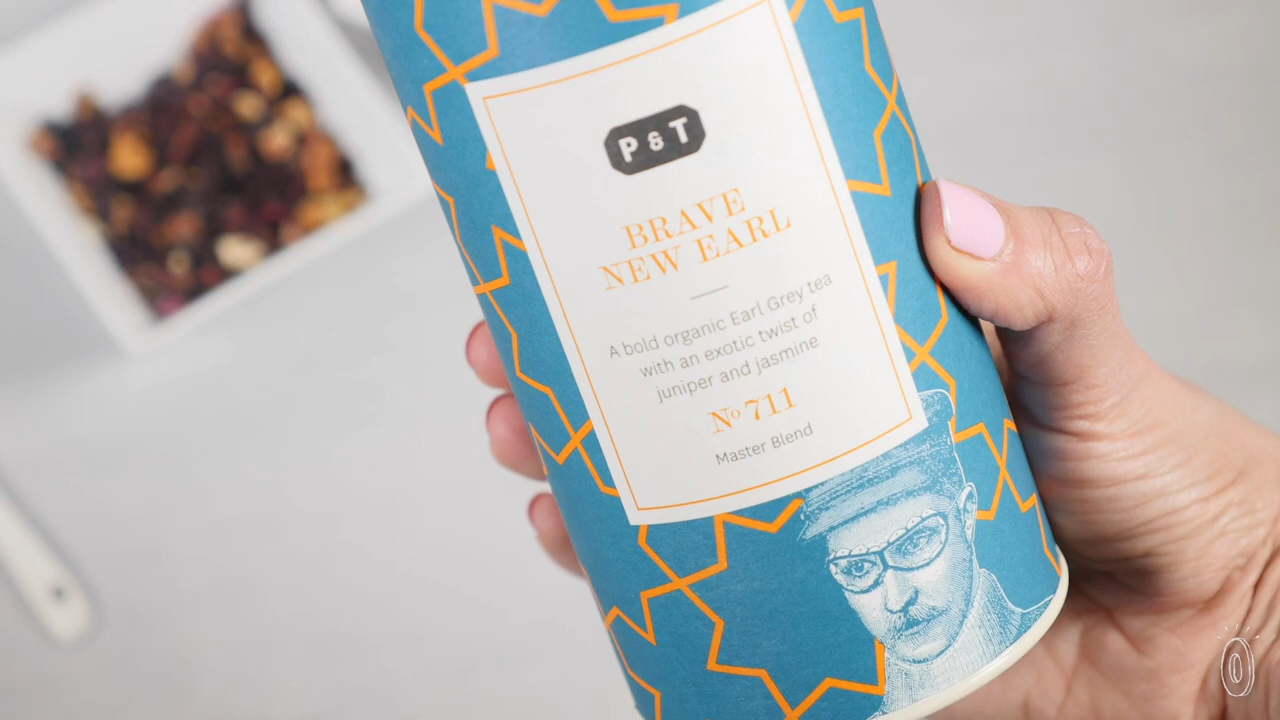 P & T
BRAVE
NEW EARL
A bold organic Earl Grey tea
with an exotic twist of
juniper and jasmine
No 711
Master Blend